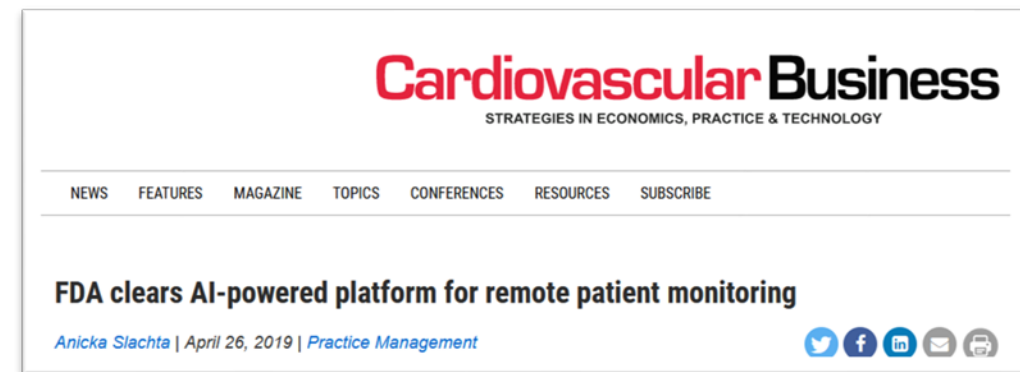 Cardiovascular Business
STRATEGIES IN ECONOMICS, PRACTICE & TECHNOLOGY
NEWS FEATURES MAGAZINE TOPICS CONFERENCES RESOURCES SUBSCRIBE
FDA clears AI-powered platform for remote patient monitoring
Anicka Slachta | April 26, 2019 | Practice Management